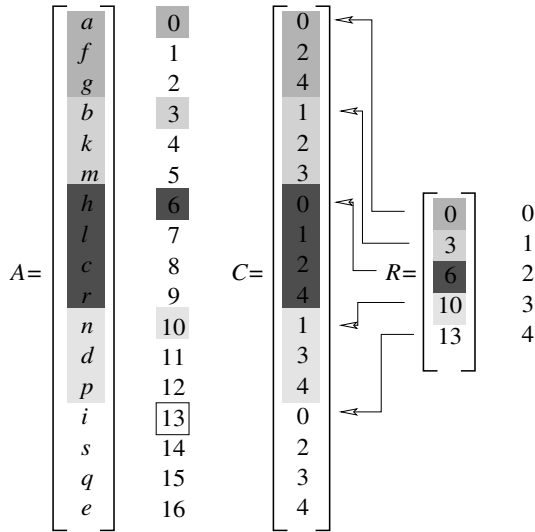 a 0 0
f 1 2
g 2 4
b 3 1
k 4 2
m 5 3
h 6 0 0 0
l 7 1 3 1
A= c 8 C= 2 R= 6 2
r 9 4 10 3
n 10 1 13 4
d 11 3
p 12 4
i 13 0
s 14 2
q 15 3
e 16 4